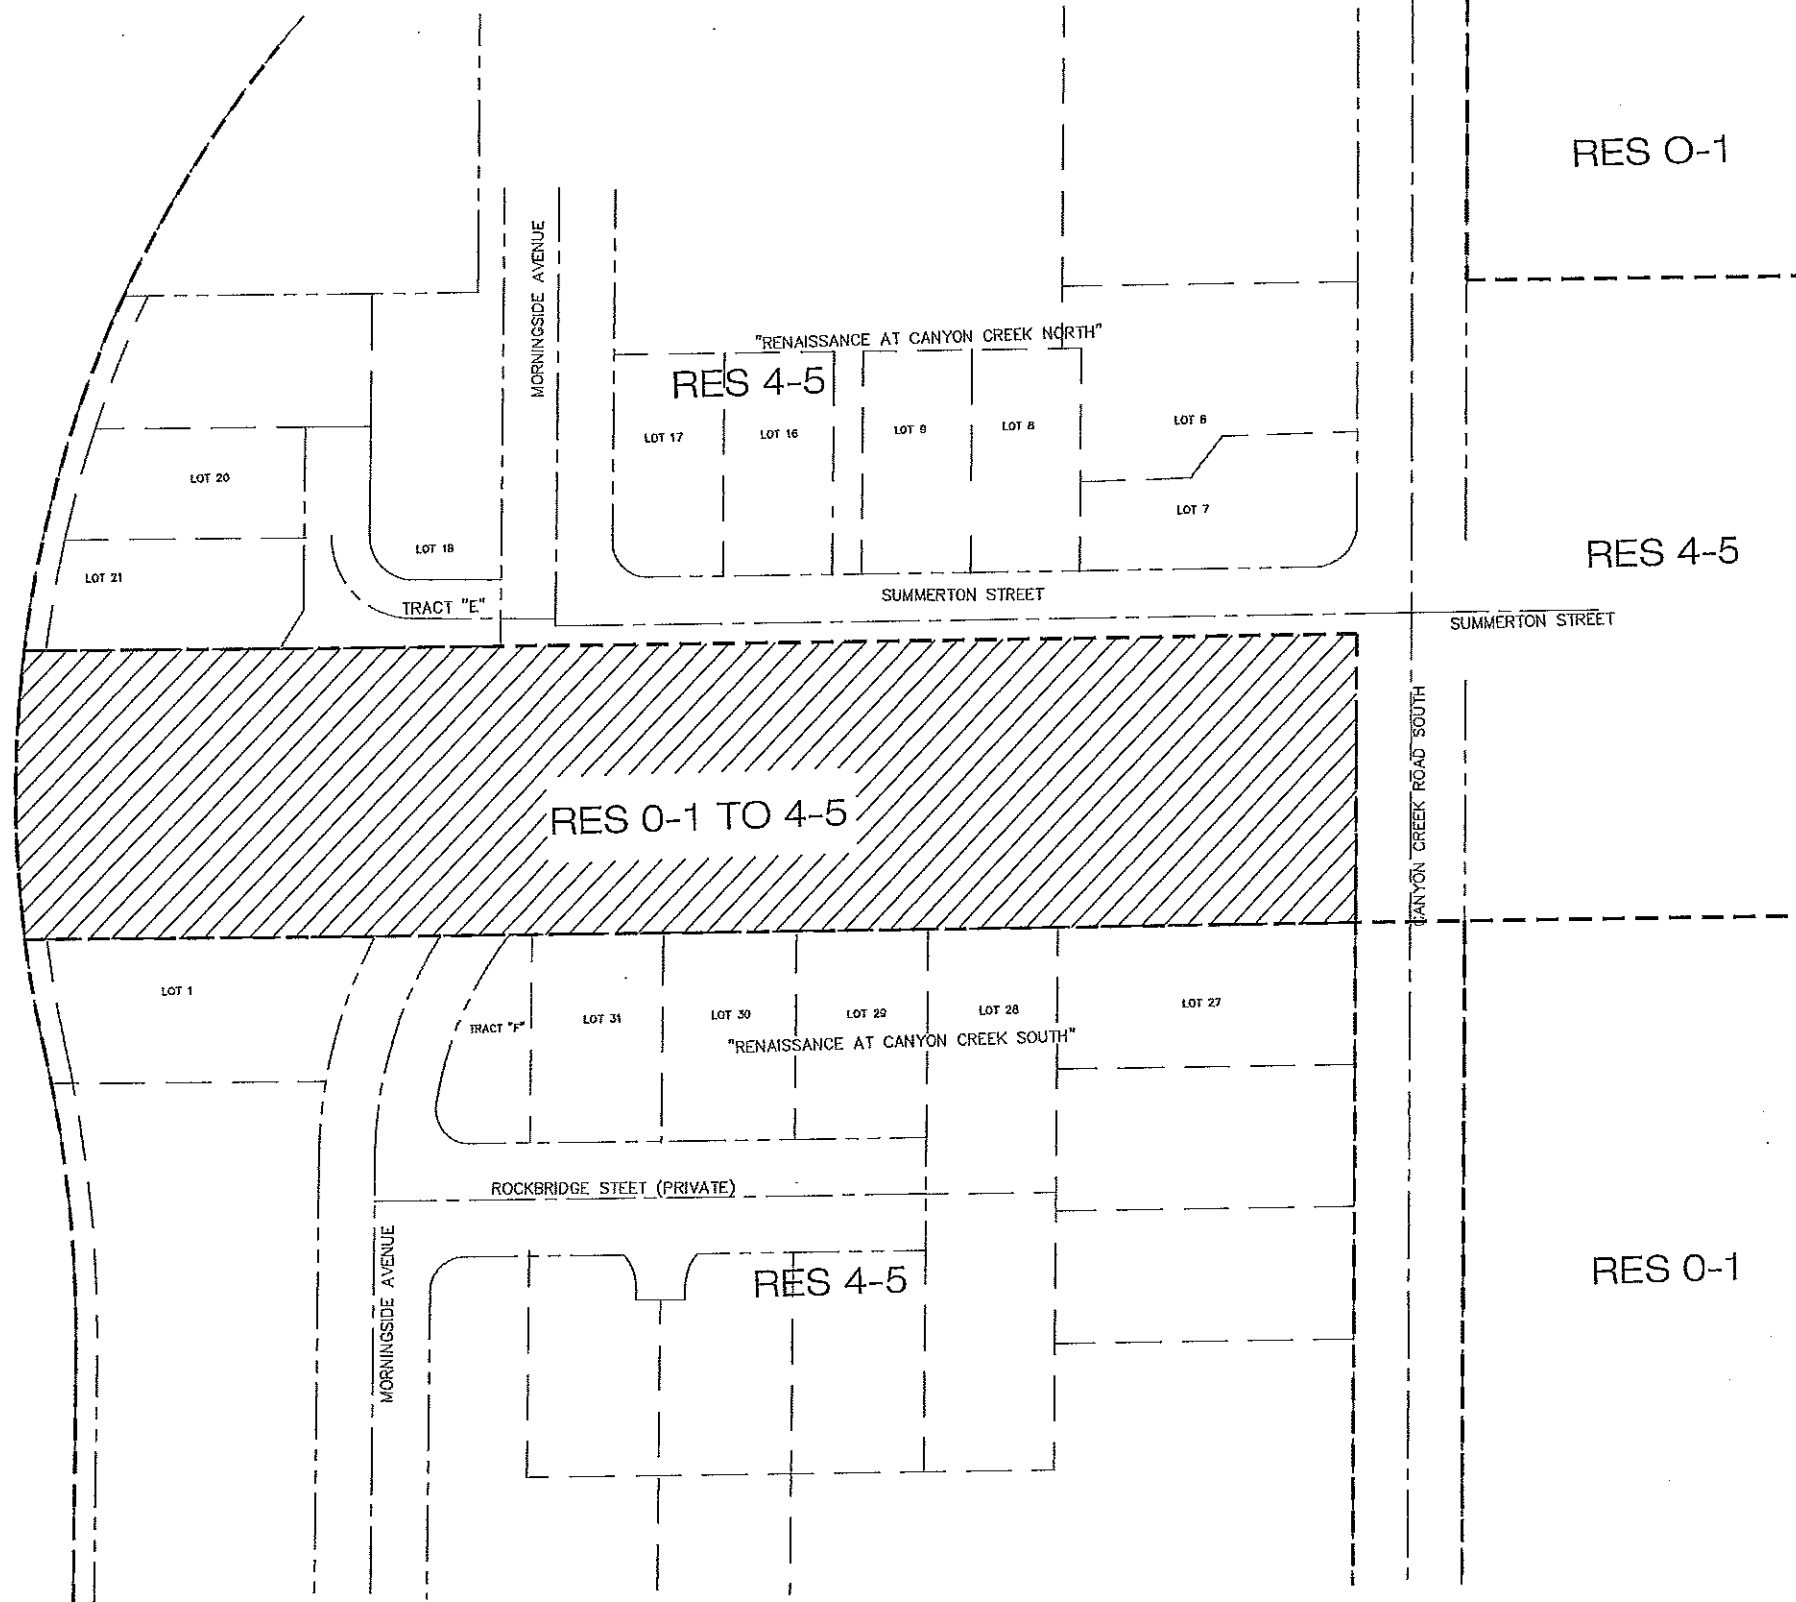 RES O-1
MORNINGSIDE AVENUE
"RENAISSANCE AT CANYON CREEK NORTH"
RES 4-5
LOT 17
LOT 16
LOT 9
LOT 8
LOT 6
LOT 20
LOT 7
LOT 18
RES 4-5
LOT 21
TRACT "E"
SUMMERTON STREET
SUMMERTON STREET
CANYON CREEK ROAD SOUTH
RES 0-1 TO 4-5
LOT 1
TRACT "F"
LOT 31
LOT 30
LOT 29
LOT 28
LOT 27
"RENAISSANCE AT CANYON CREEK SOUTH"
ROCKBRIDGE STEET (PRIVATE)
MORNINGSIDE AVENUE
RES 4-5
RES 0-1